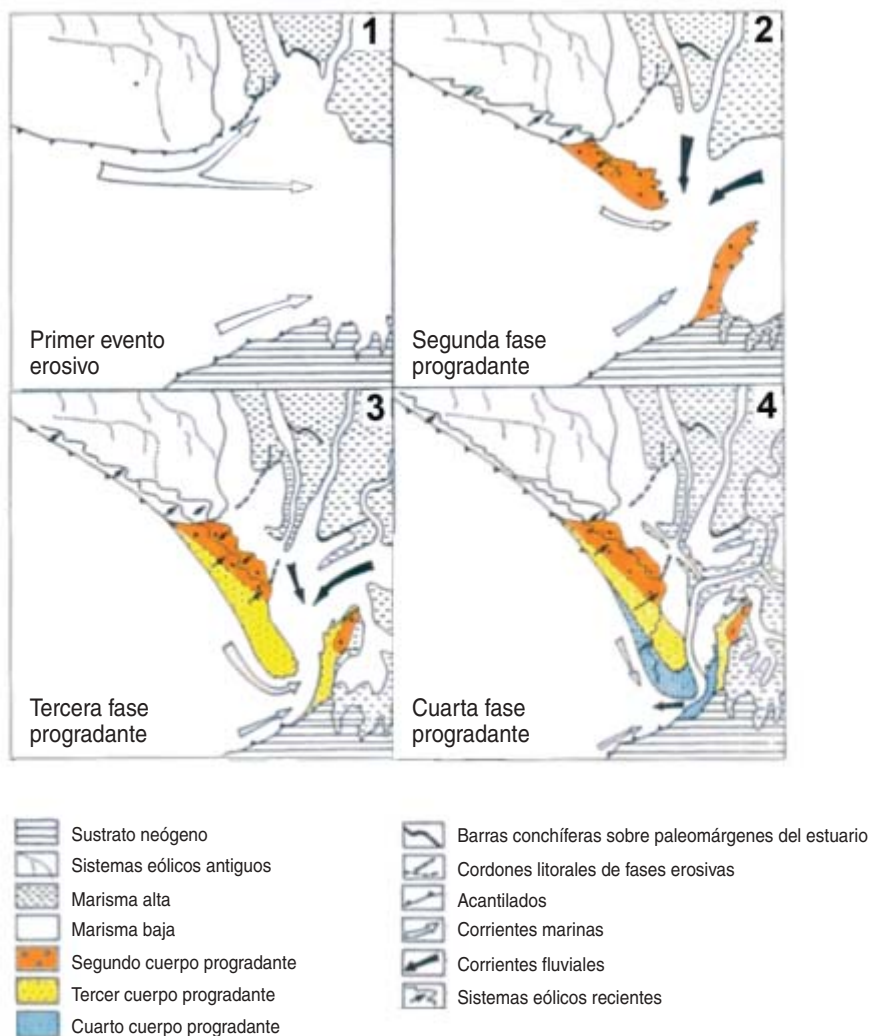 1
Primer evento
erosivo
2
Segunda fase
progradante
3
Tercera fase
progradante
4
Cuarta fase
progradante
Sustrato neógeno
Sistemas eólicos antiguos
Marisma alta
Marisma baja
Segundo cuerpo progradante
Tercer cuerpo progradante
Cuarto cuerpo progradante
Barras conchíferas sobre paleomárgenes del estuario
Cordones litorales de fases erosivas
Acantilados
Corrientes marinas
Corrientes fluviales
Sistemas eólicos recientes